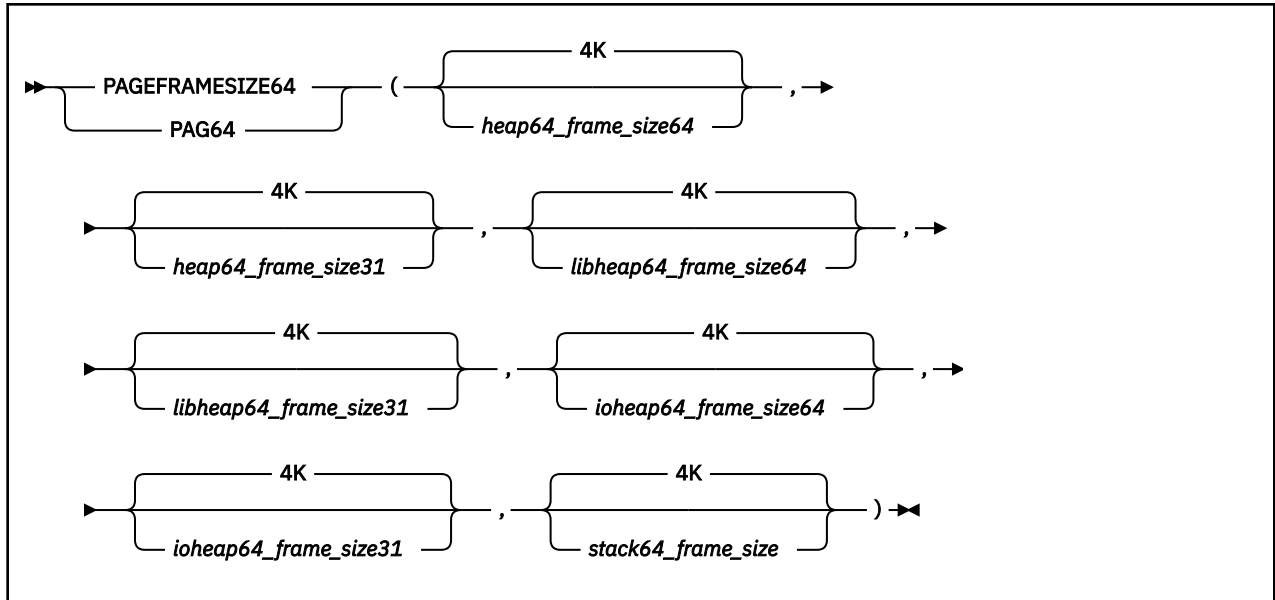 4K
PAGEFRAMESIZE64 ( ,
PAG64 heap64_frame_size64
4K 4K
, ,
heap64_frame_size31 libheap64_frame_size64
4K 4K
, ,
libheap64_frame_size31 ioheap64_frame_size64
4K 4K
, )
ioheap64_frame_size31 stack64_frame_size